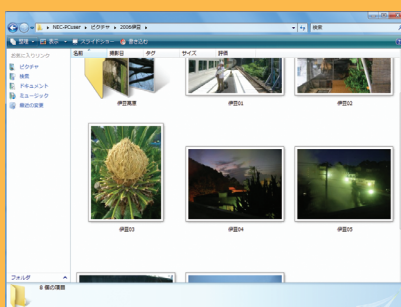 NEC-PCuser ▸ ピクチャ ▸ 2006伊豆 ▸
検索
整理 表示 スライドショー 書き込む
お気に入りリンク
名前 撮影日 タグ サイズ 評価
ピクチャ
検索
ドキュメント
ミュージック
最近の変更
伊豆高原
伊豆01
伊豆02
伊豆03
伊豆04
伊豆05
フォルダ
8 個の項目